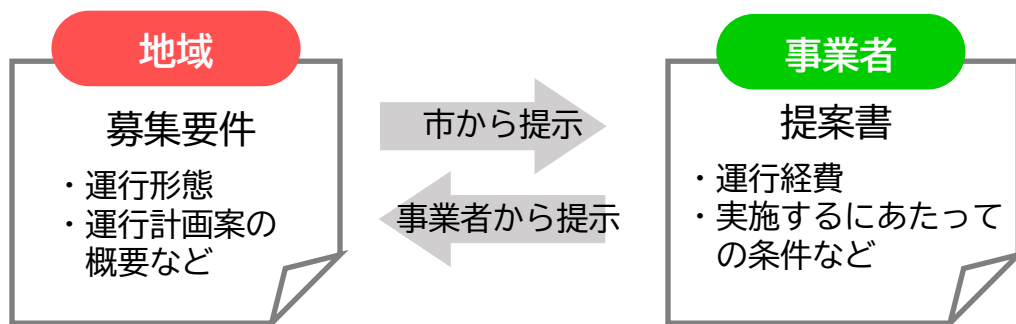 地域
募集要件
・運行形態
・運行計画案の
概要など
市から提示
事業者から提示
事業者
提案書
・運行経費
・実施するにあたって
の条件など